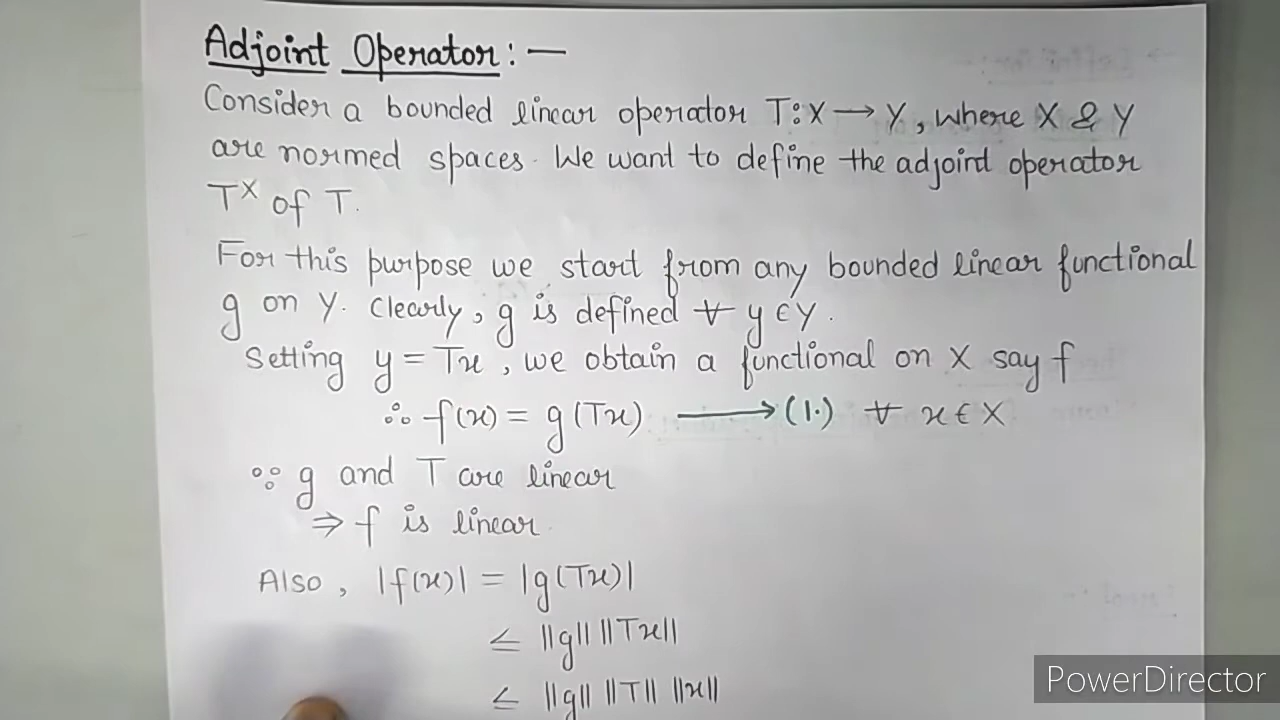 Adjoint Operator : —
Consider a bounded linear operator T: X → Y, where X & Y
are normed spaces. We want to define the adjoint operator
T^× of T.
For this purpose we start from any bounded linear functional
g on Y. Clearly, g is defined ∀ y ∈ Y.
Setting y = Tx, we obtain a functional on X say f
∴ f(x) = g(Tx) ⟶ (1.) ∀ x ∈ X
∵ g and T are linear
⇒ f is linear.
Also, |f(x)| = |g(Tx)|
≤ ||g|| ||Tx||
≤ ||g|| ||T|| ||x||
PowerDirector